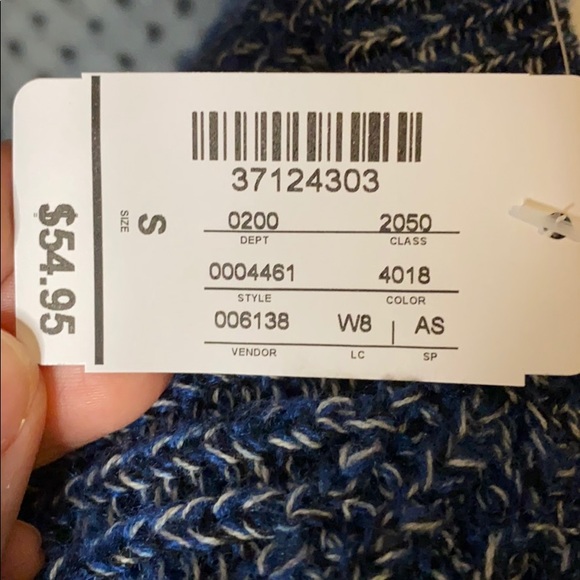 37124303
0200 2050
DEPT CLASS
0004461 4018
STYLE COLOR
006138 W8 | AS
VENDOR LC SP
S
SIZE
$54.95